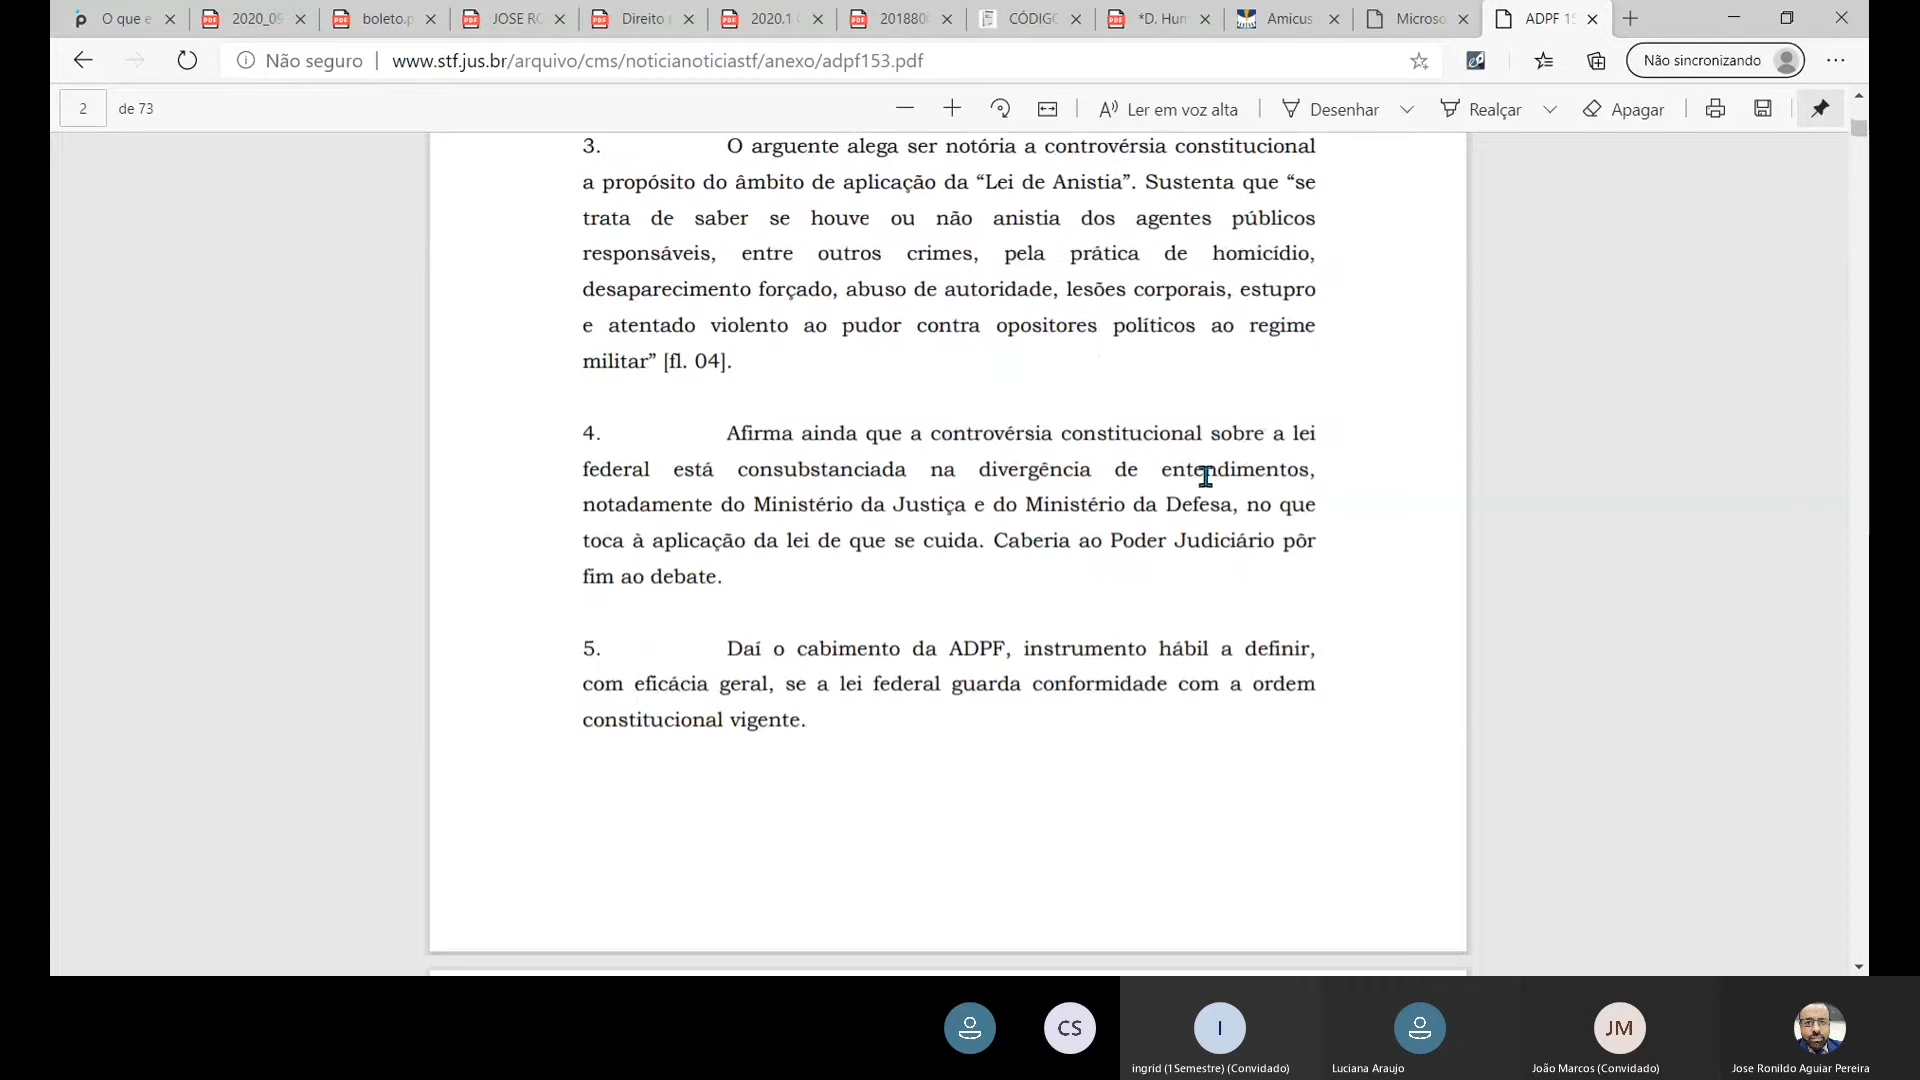 O que e
2020_09
boleto.p
JOSE RO
Direito i
2020.1
201880
CÓDIGO
*D. Hum
Amicus
Microso
ADPF 15
Não seguro | www.stf.jus.br/arquivo/cms/noticianoticiastf/anexo/adpf153.pdf
Não sincronizando
2 de 73
Ler em voz alta
Desenhar
Realçar
Apagar
3. O arguente alega ser notória a controvérsia constitucional
a propósito do âmbito de aplicação da “Lei de Anistia”. Sustenta que “se
trata de saber se houve ou não anistia dos agentes públicos
responsáveis, entre outros crimes, pela prática de homicídio,
desaparecimento forçado, abuso de autoridade, lesões corporais, estupro
e atentado violento ao pudor contra opositores políticos ao regime
militar” [fl. 04].
4. Afirma ainda que a controvérsia constitucional sobre a lei
federal está consubstanciada na divergência de entendimentos,
notadamente do Ministério da Justiça e do Ministério da Defesa, no que
toca à aplicação da lei de que se cuida. Caberia ao Poder Judiciário pôr
fim ao debate.
5. Daí o cabimento da ADPF, instrumento hábil a definir,
com eficácia geral, se a lei federal guarda conformidade com a ordem
constitucional vigente.
CS
I
JM
ingrid (1Semestre) (Convidado)
Luciana Araujo
João Marcos (Convidado)
Jose Ronildo Aguiar Pereira